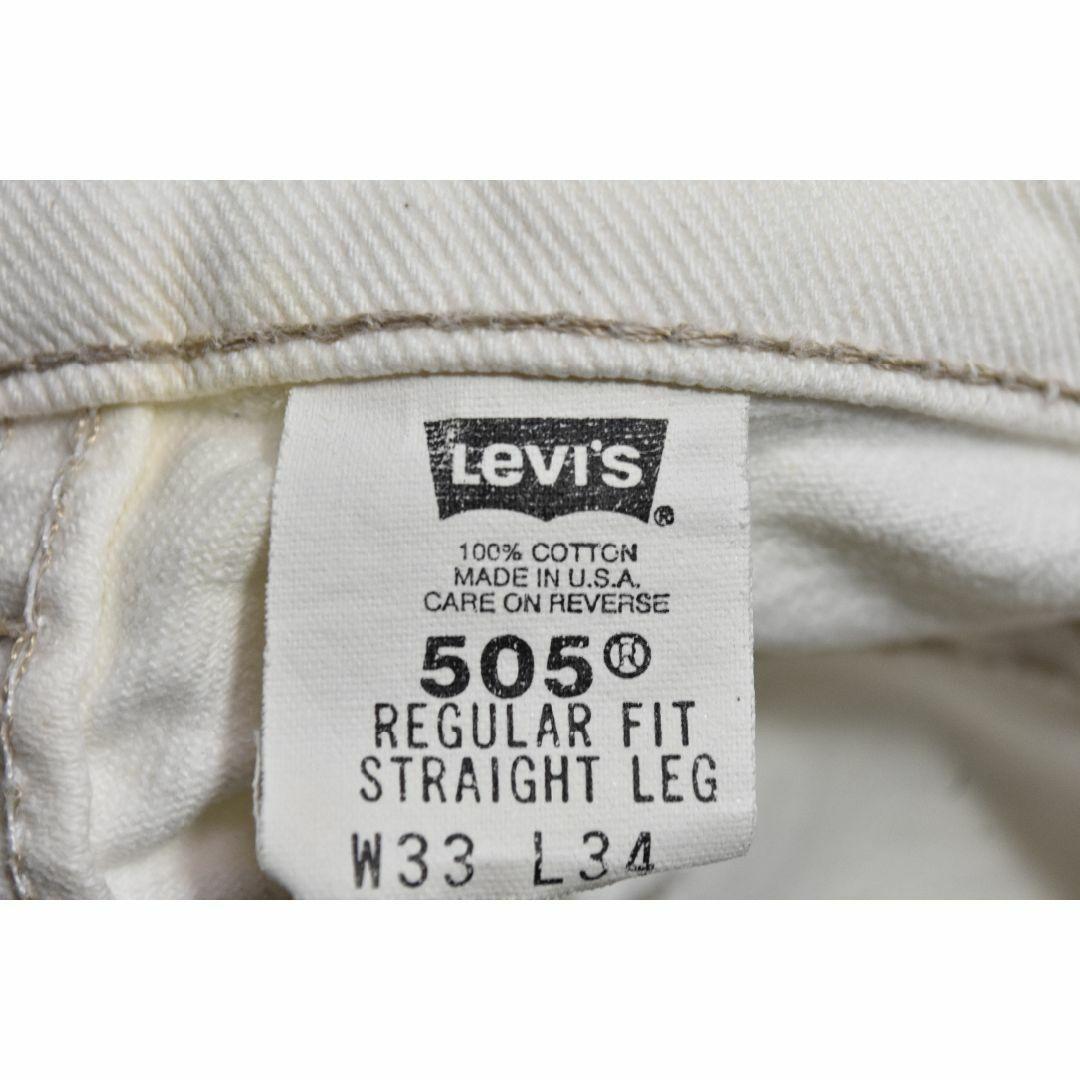 Levi's ®
100% COTTON
MADE IN U.S.A.
CARE ON REVERSE
505®
REGULAR FIT
STRAIGHT LEG
W33 L34